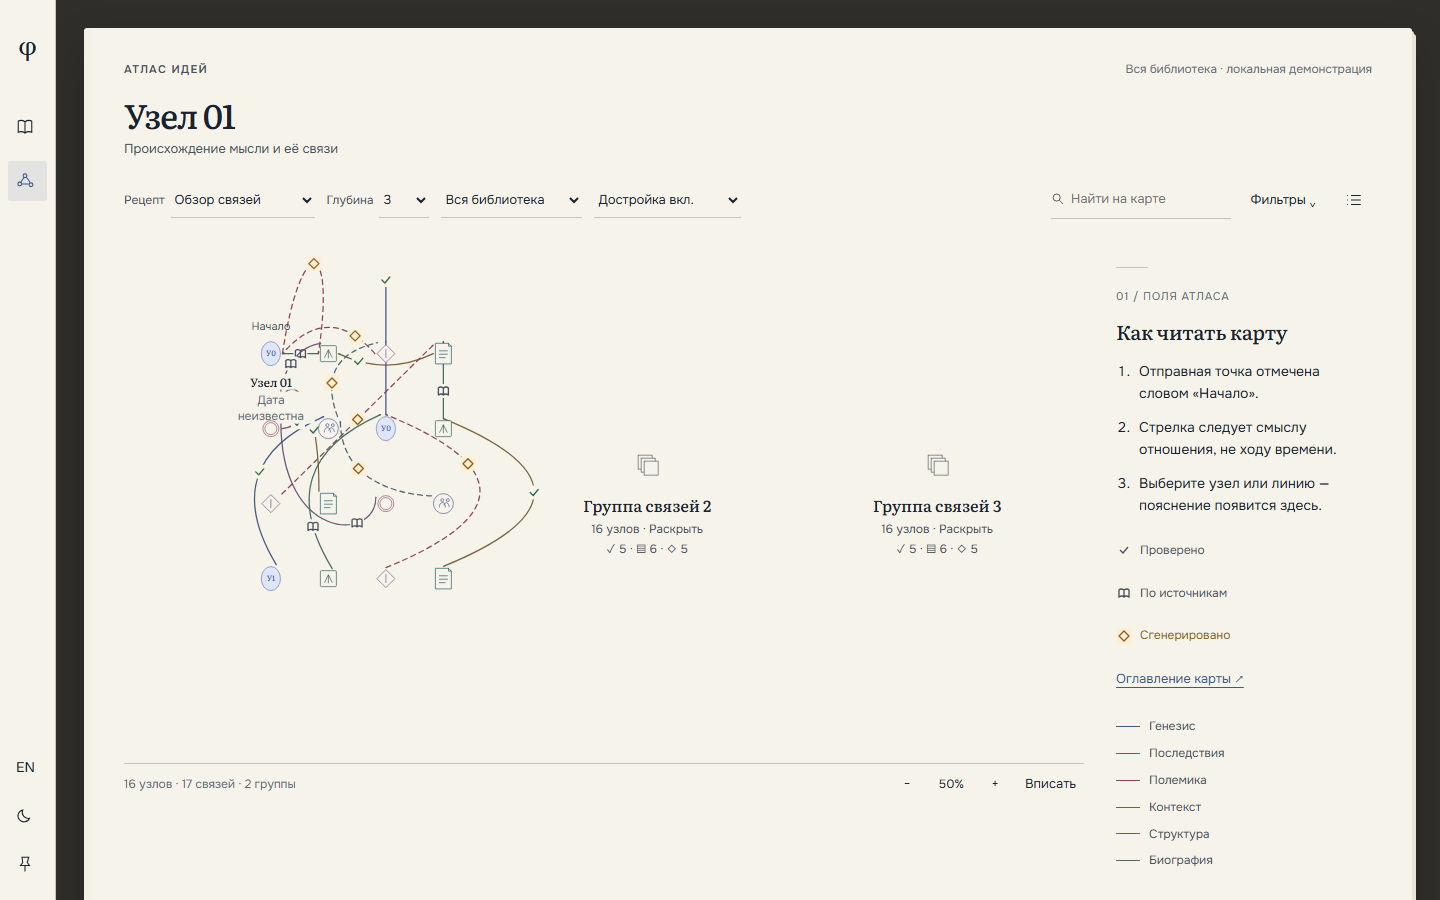 φ
АТЛАС ИДЕЙ
Вся библиотека · локальная демонстрация
Узел 01
Происхождение мысли и её связи
Рецепт Обзор связей Глубина 3 Вся библиотека Достройка вкл.
Найти на карте
Фильтры
Начало
У0
Узел 01
Дата
неизвестна
У0
У1
Группа связей 2
16 узлов · Раскрыть
✓ 5 · ▤ 6 · ◇ 5
Группа связей 3
16 узлов · Раскрыть
✓ 5 · ▤ 6 · ◇ 5
01 / ПОЛЯ АТЛАСА
Как читать карту
1. Отправная точка отмечена
словом «Начало».
2. Стрелка следует смыслу
отношения, не ходу времени.
3. Выберите узел или линию —
пояснение появится здесь.
Проверено
По источникам
Сгенерировано
Оглавление карты ↗
Генезис
Последствия
Полемика
Контекст
Структура
Биография
16 узлов · 17 связей · 2 группы
− 50% + Вписать
EN